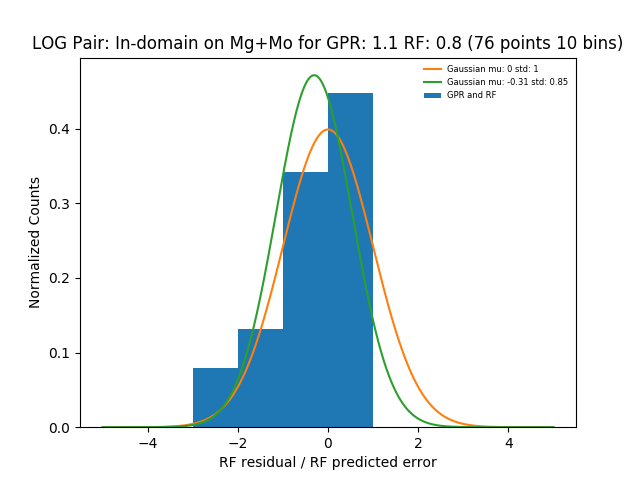 LOG Pair: In-domain on Mg+Mo for GPR: 1.1 RF: 0.8 (76 points 10 bins)
Gaussian mu: 0 std: 1
Gaussian mu: -0.31 std: 0.85
GPR and RF
Normalized Counts
0.4
0.3
0.2
0.1
0.0
−4 −2 0 2 4
RF residual / RF predicted error